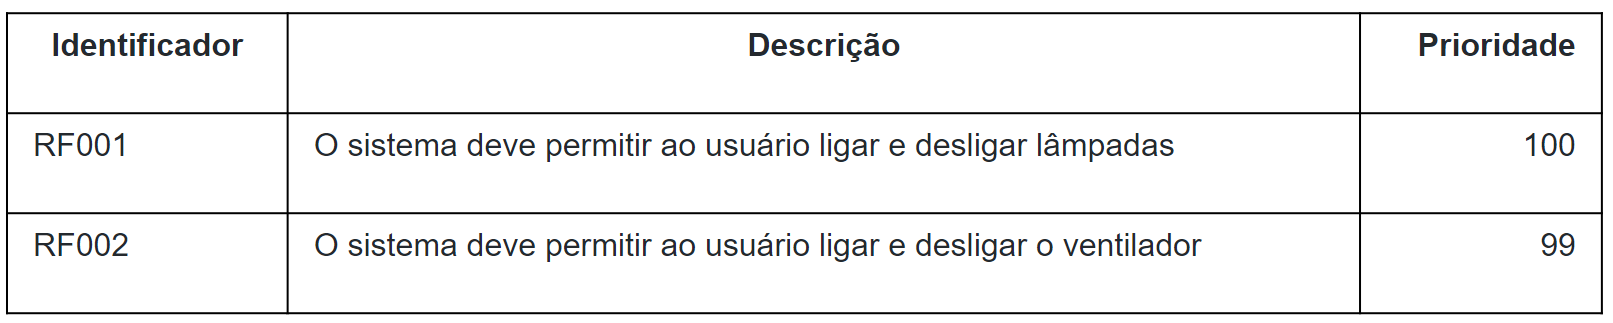 Identificador Descrição Prioridade
RF001 O sistema deve permitir ao usuário ligar e desligar lâmpadas 100
RF002 O sistema deve permitir ao usuário ligar e desligar o ventilador 99